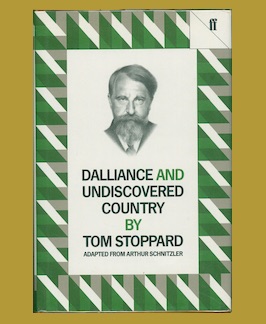 ff
DALLIANCE AND
UNDISCOVERED
COUNTRY
BY
TOM STOPPARD
ADAPTED FROM ARTHUR SCHNITZLER